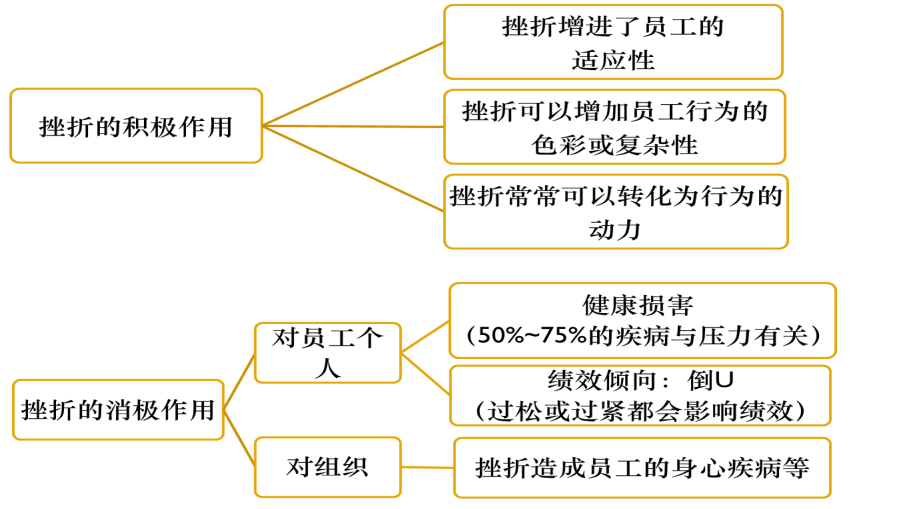 挫折的积极作用
挫折增进了员工的
适应性
挫折可以增加员工行为的
色彩或复杂性
挫折常常可以转化为行为的
动力
挫折的消极作用
对员工个
人
健康损害
（50%~75%的疾病与压力有关）
绩效倾向：倒U
（过松或过紧都会影响绩效）
对组织
挫折造成员工的身心疾病等